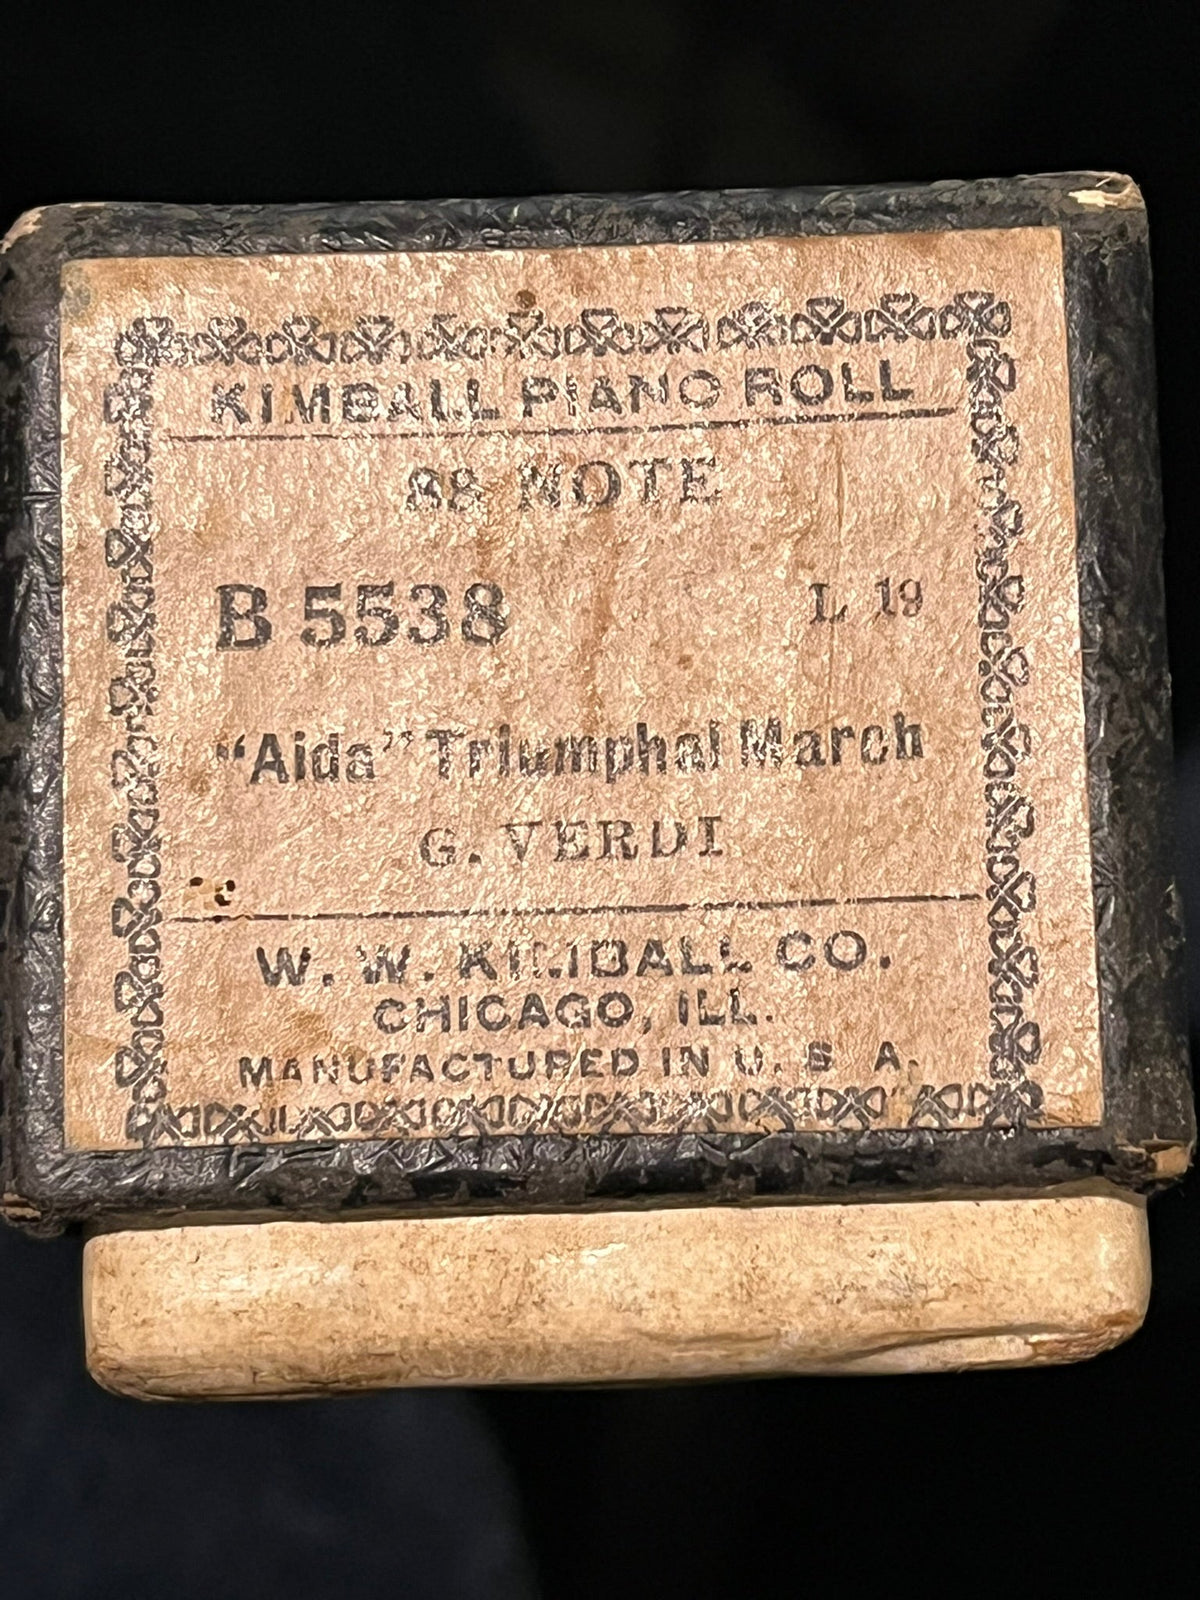 KIMBALL PIANO ROLL
88 NOTE
B 5538 L 19
"Aida" Triumphal March
G. VERDI
W. W. KIMBALL CO.
CHICAGO, ILL.
MANUFACTURED IN U. S. A.